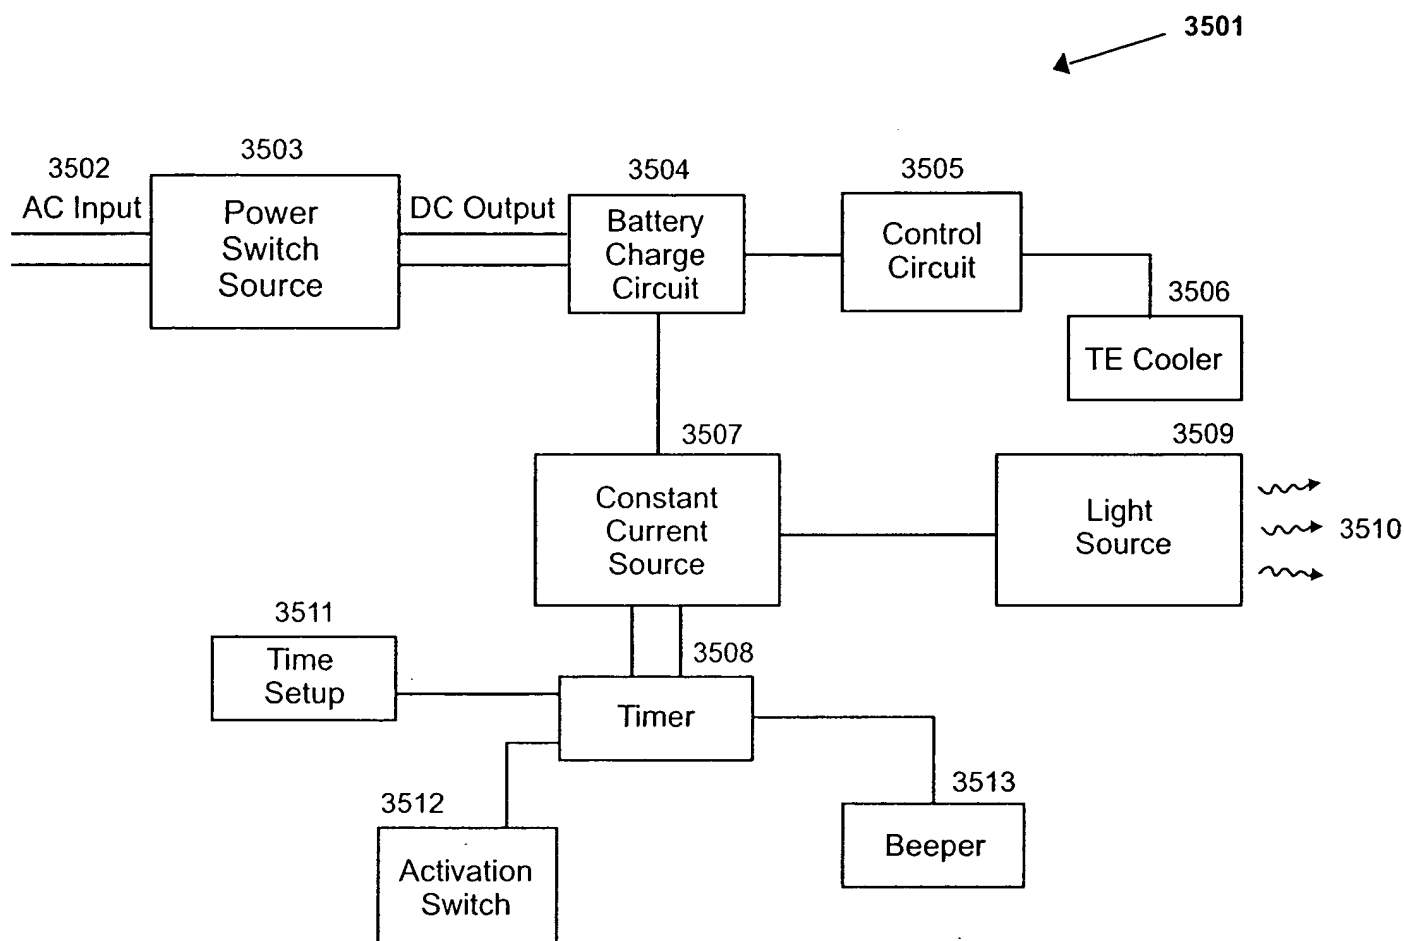 3501
3502
AC Input
3503
Power
Switch
Source
DC Output
3504
Battery
Charge
Circuit
3505
Control
Circuit
3506
TE Cooler
3507
Constant
Current
Source
3509
Light
Source
3510
3511
Time
Setup
3508
Timer
3512
Activation
Switch
3513
Beeper